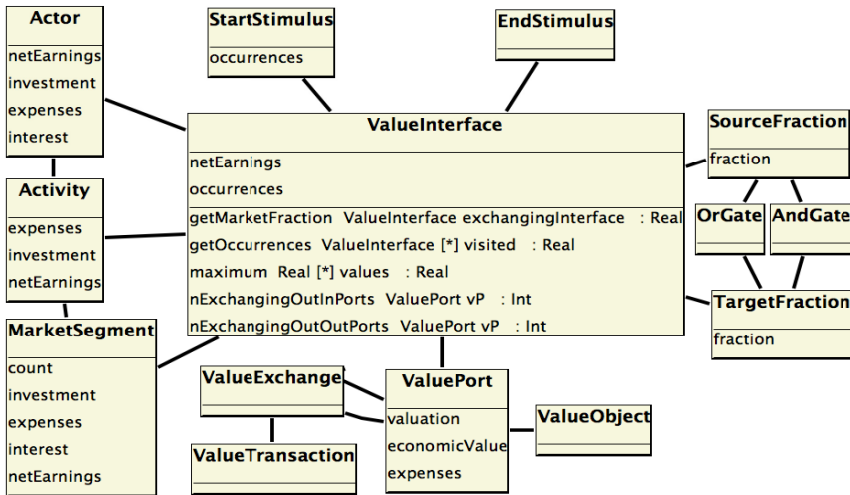 Actor
netEarnings
investment
expenses
interest
StartStimulus
occurrences
EndStimulus
ValueInterface
netEarnings
occurrences
getMarketFraction ValueInterface exchangingInterface : Real
getOccurrences ValueInterface [*] visited : Real
maximum Real [*] values : Real
nExchangingOutInPorts ValuePort vP : Int
nExchangingOutOutPorts ValuePort vP : Int
SourceFraction
fraction
Activity
expenses
investment
netEarnings
OrGate
AndGate
TargetFraction
fraction
MarketSegment
count
investment
expenses
interest
netEarnings
ValueExchange
ValuePort
valuation
economicValue
expenses
ValueObject
ValueTransaction